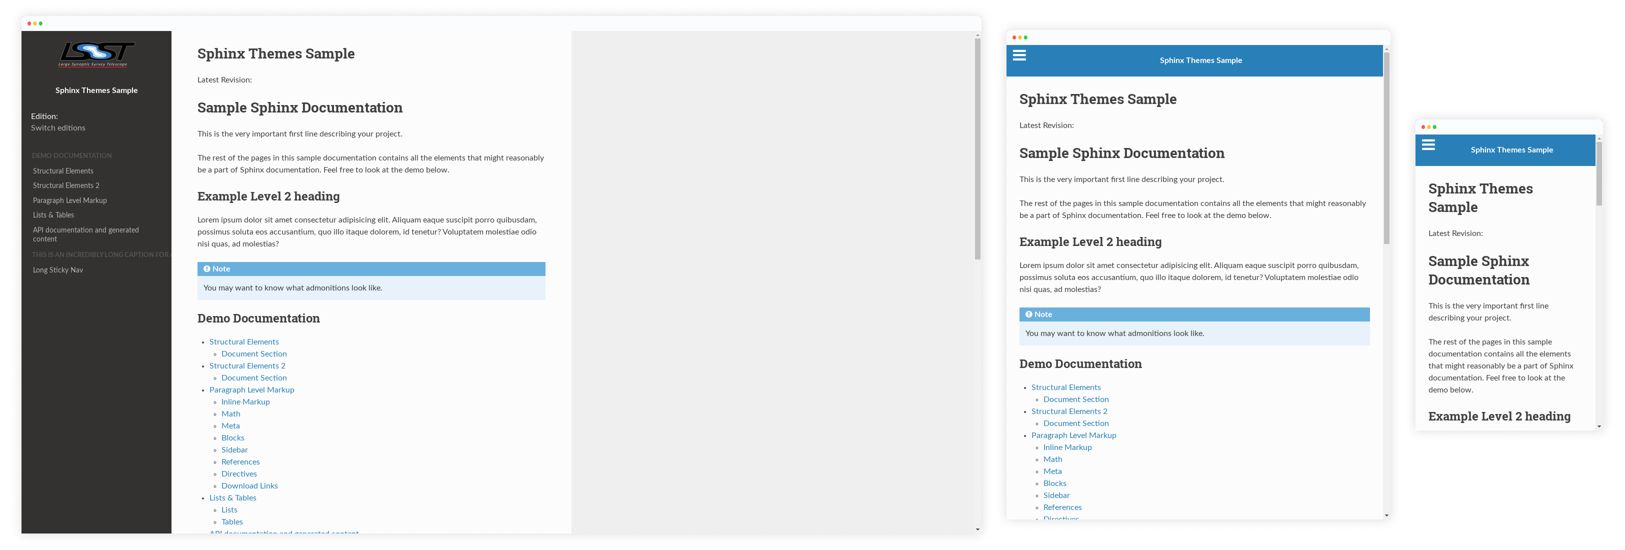 LSST
Large Synoptic Survey Telescope
Sphinx Themes Sample
Edition:
Switch editions
DEMO DOCUMENTATION
Structural Elements
Structural Elements 2
Paragraph Level Markup
Lists & Tables
API documentation and generated
content
THIS IS AN INCREDIBLY LONG CAPTION FOR
Long Sticky Nav
Sphinx Themes Sample
Latest Revision:
Sample Sphinx Documentation
This is the very important first line describing your project.
The rest of the pages in this sample documentation contains all the elements that might reasonably
be a part of Sphinx documentation. Feel free to look at the demo below.
Example Level 2 heading
Lorem ipsum dolor sit amet consectetur adipisicing elit. Aliquam eaque suscipit porro quibusdam,
possimus soluta eos accusantium, quo illo itaque dolorem, id tenetur? Voluptatem molestiae odio
nisi quas, ad molestias?
Note
You may want to know what admonitions look like.
Demo Documentation
Structural Elements
Document Section
Structural Elements 2
Document Section
Paragraph Level Markup
Inline Markup
Math
Meta
Blocks
Sidebar
References
Directives
Download Links
Lists & Tables
Lists
Tables
API documentation and generated content
Sphinx Themes Sample
Sphinx Themes Sample
Latest Revision:
Sample Sphinx Documentation
This is the very important first line describing your project.
The rest of the pages in this sample documentation contains all the elements that might reasonably
be a part of Sphinx documentation. Feel free to look at the demo below.
Example Level 2 heading
Lorem ipsum dolor sit amet consectetur adipisicing elit. Aliquam eaque suscipit porro quibusdam,
possimus soluta eos accusantium, quo illo itaque dolorem, id tenetur? Voluptatem molestiae odio
nisi quas, ad molestias?
Note
You may want to know what admonitions look like.
Demo Documentation
Structural Elements
Document Section
Structural Elements 2
Document Section
Paragraph Level Markup
Inline Markup
Math
Meta
Blocks
Sidebar
References
Directives
Sphinx Themes Sample
Sphinx Themes
Sample
Latest Revision:
Sample Sphinx
Documentation
This is the very important first line
describing your project.
The rest of the pages in this sample
documentation contains all the elements
that might reasonably be a part of Sphinx
documentation. Feel free to look at the
demo below.
Example Level 2 heading